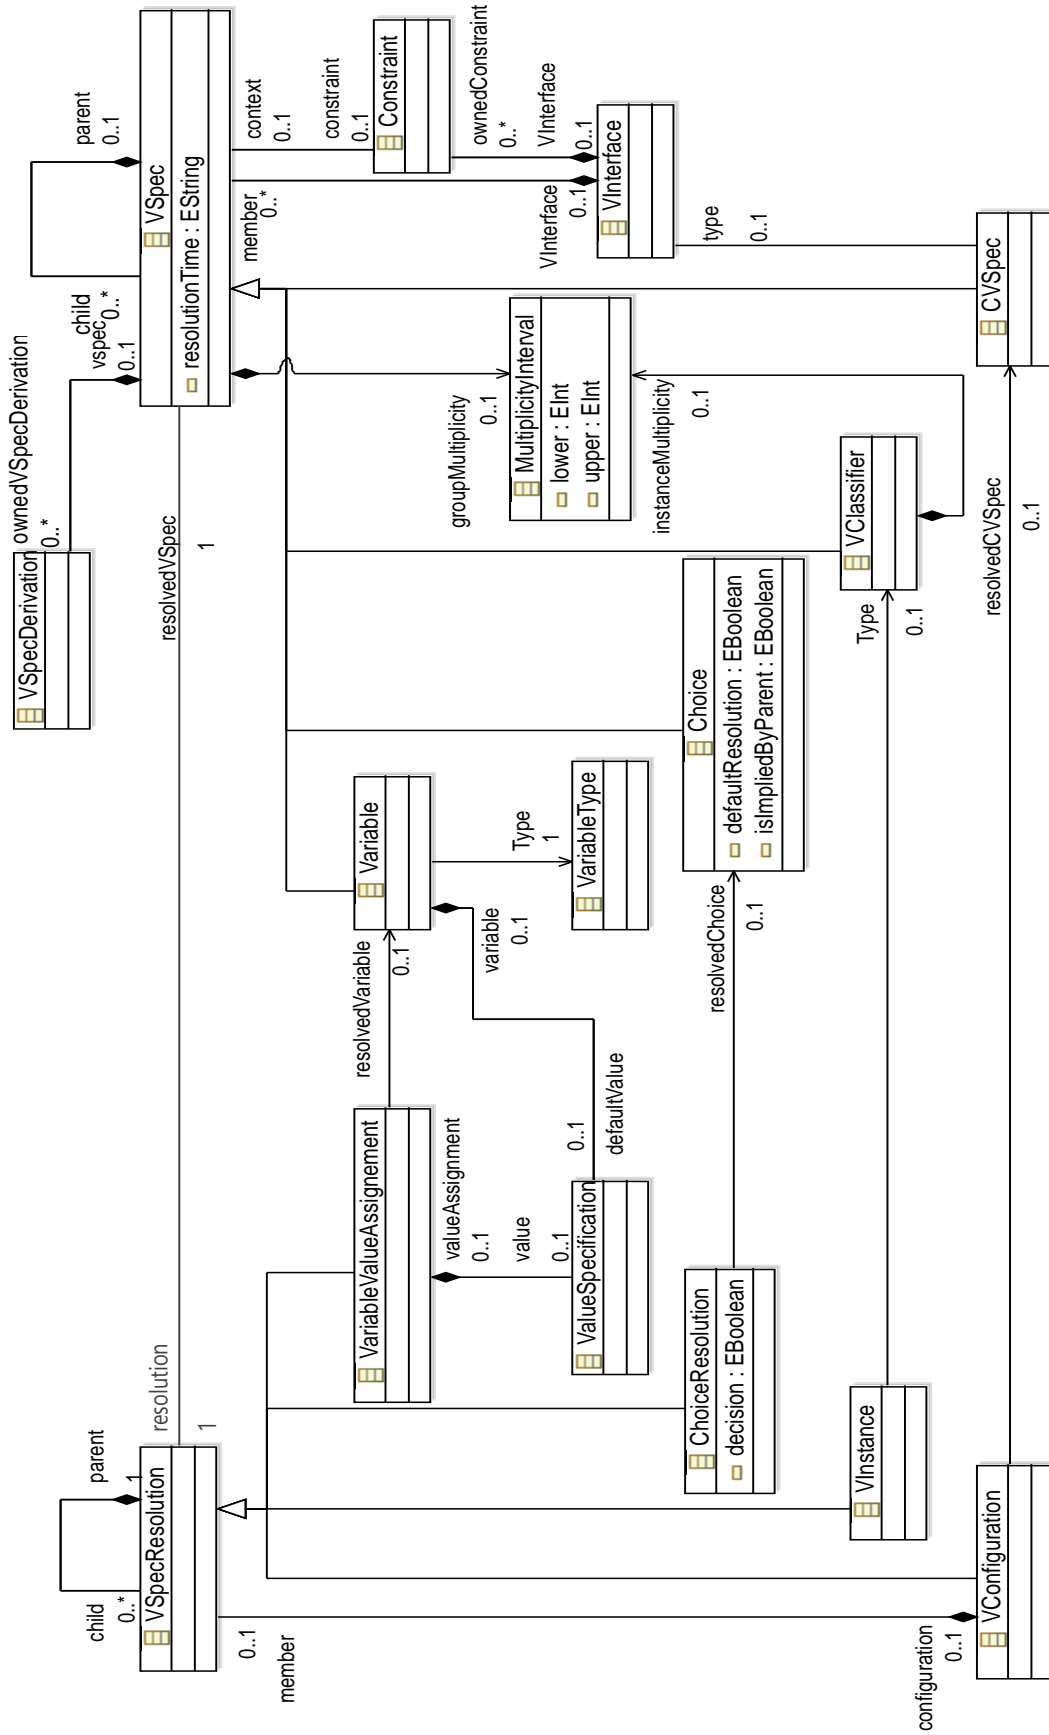 VSpecResolution
parent
1
child
0..*
resolution
1
resolvedVSpec
1
VSpecDerivation
ownedVSpecDerivation
0..*
vspec
0..1
child
0..*
parent
0..1
VSpec
resolutionTime : EString
member
0..*
context
0..1
constraint
0..1
Constraint
ownedConstraint
0..*
VInterface
0..1
VInterface
0..1
VInterface
type
0..1
CVSpec
groupMultiplicity
0..1
MultiplicityInterval
lower : EInt
upper : EInt
instanceMultiplicity
0..1
VClassifier
Type
0..1
Choice
defaultResolution : EBoolean
isImpliedByParent : EBoolean
resolvedChoice
0..1
Variable
Type
1
VariableType
variable
0..1
resolvedVariable
0..1
VariableValueAssignement
valueAssignment
0..1
value
0..1
defaultValue
0..1
ValueSpecification
ChoiceResolution
decision : EBoolean
VInstance
VConfiguration
resolvedCVSpec
0..1
configuration
0..1
member
0..1